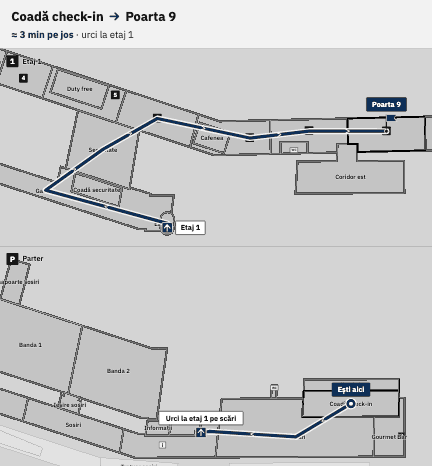 Coadă check-in → Poarta 9
≈ 3 min pe jos · urci la etaj 1
1 Etaj 1
4
Duty free
5
Poarta 9
Cafenea
Coadă securitate
Coridor est
Etaj 1
P Parter
Banda 1
Banda 2
Sosiri
Urci la etaj 1 pe scări
Informații
Ești aici
Gourmet Bar